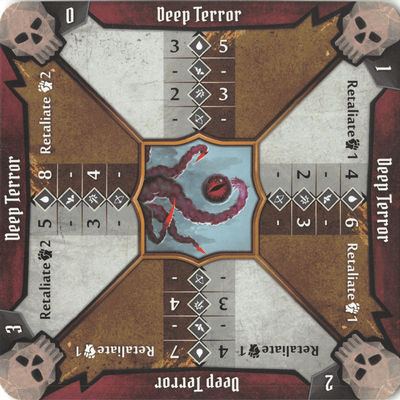 0
Deep Terror
3 5
- -
2 3
- -
1
Deep Terror
Retaliate 1 4 6 Retaliate 1
- -
2 3
- -
2
Deep Terror
Retaliate 1 4 7 Retaliate 1
- -
3 4
- -
3
Deep Terror
Retaliate 2 5 8 Retaliate 2
- -
3 4
- -